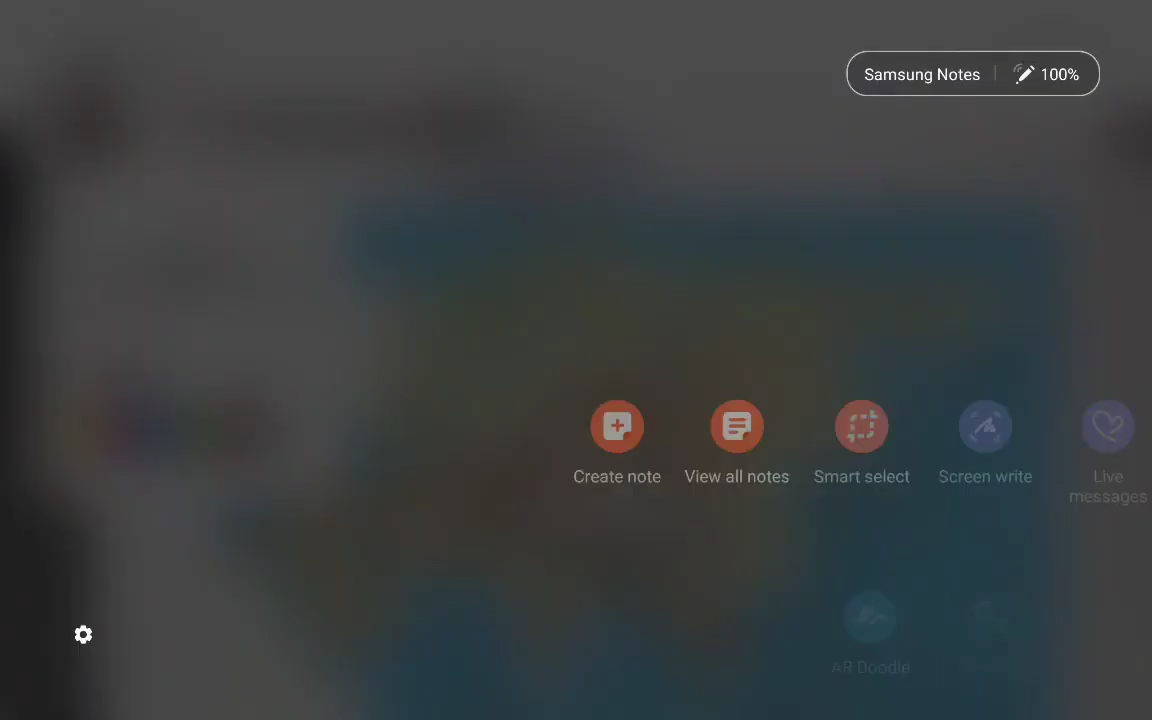 Samsung Notes | 100%
Create note
View all notes
Smart select
Screen write
Live
messages
AR Doodle